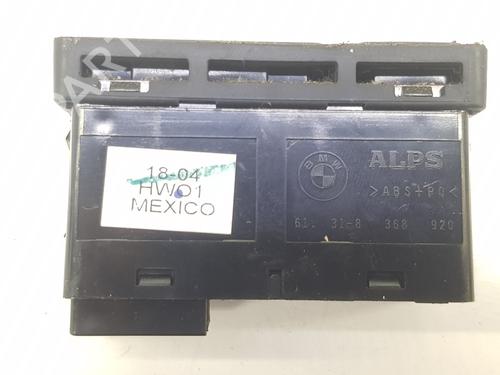 18-04
HW01
MEXICO
BMW
ALPS
>ABS+PC<
61. 31-8 368 920